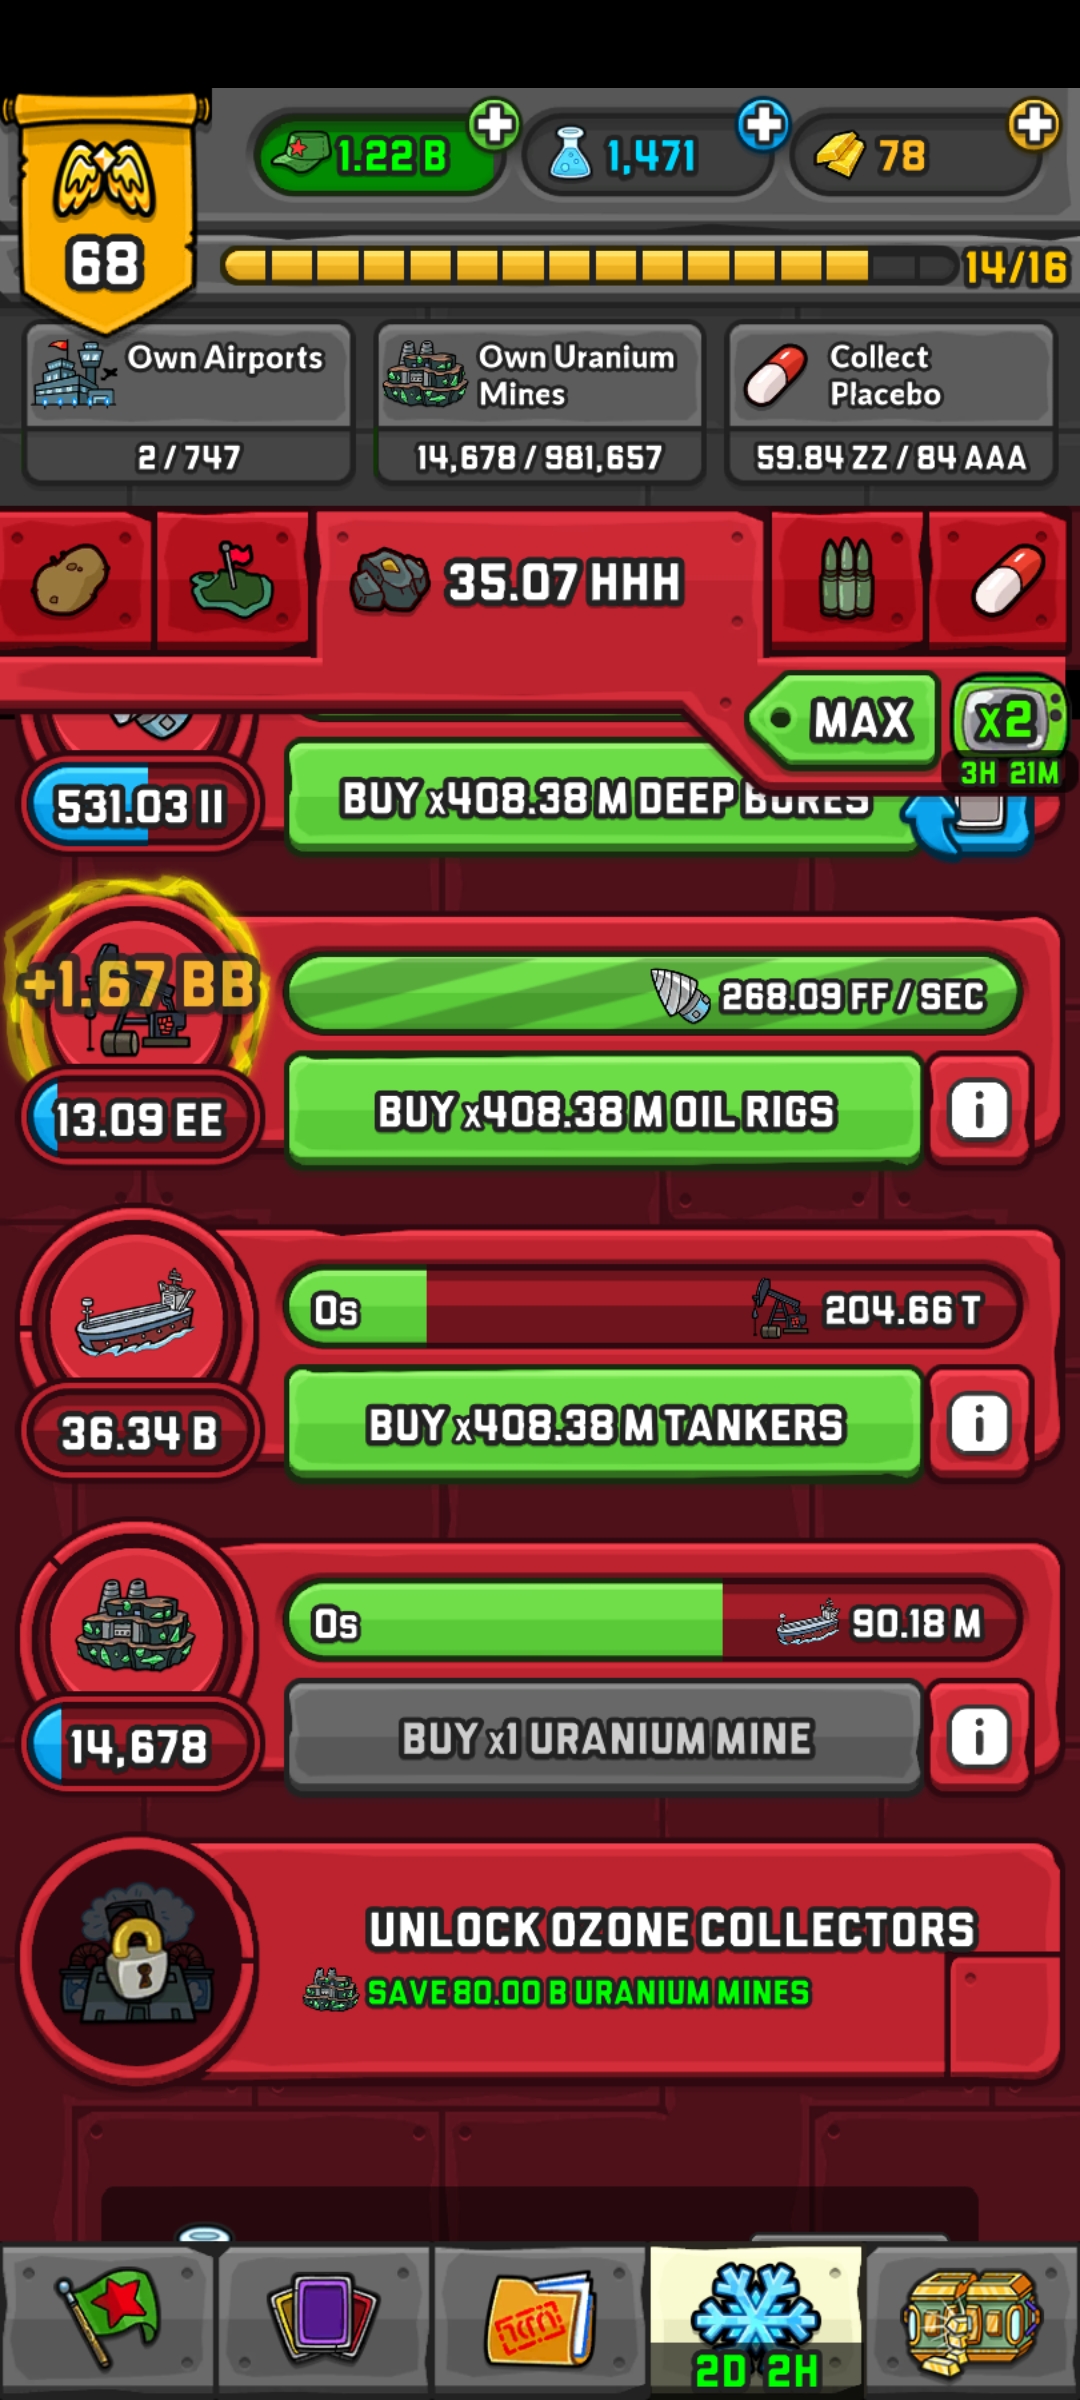 1.22 B
1,471
78
68
14/16
Own Airports
2 / 747
Own Uranium
Mines
14,678 / 981,657
Collect
Placebo
59.84 ZZ / 84 AAA
35.07 HHH
MAX
x2
3H 21M
531.03 II
BUY x408.38 M DEEP BORES
+1.67 BB
268.09 FF / SEC
13.09 EE
BUY x408.38 M OIL RIGS
i
0s
204.66 T
36.34 B
BUY x408.38 M TANKERS
i
0s
90.18 M
14,678
BUY x1 URANIUM MINE
i
UNLOCK OZONE COLLECTORS
SAVE 80.00 B URANIUM MINES
2D 2H